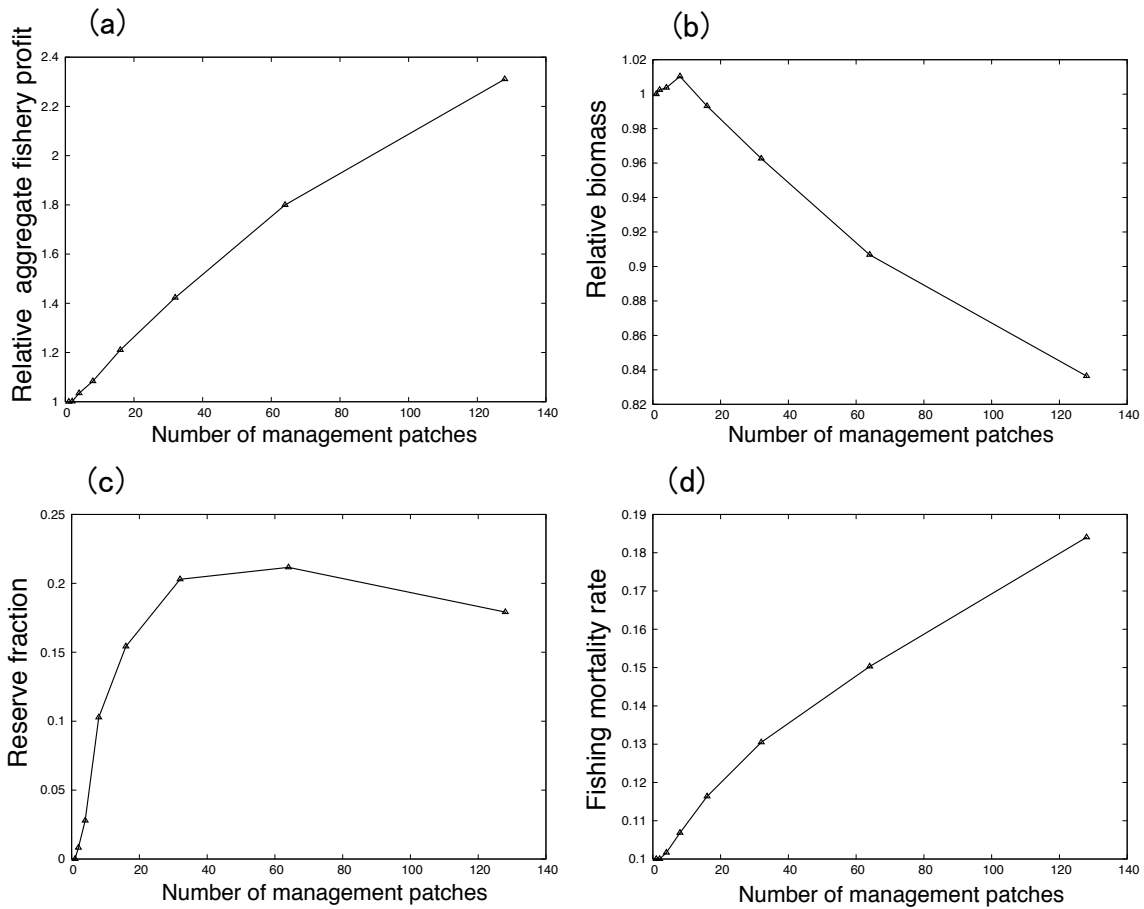 (a)
Relative aggregate fishery profit
2.4
2.2
2
1.8
1.6
1.4
1.2
1
0 20 40 60 80 100 120 140
Number of management patches
(b)
Relative biomass
1.02
1
0.98
0.96
0.94
0.92
0.9
0.88
0.86
0.84
0.82
0 20 40 60 80 100 120 140
Number of management patches
(c)
Reserve fraction
0.25
0.2
0.15
0.1
0.05
0
0 20 40 60 80 100 120 140
Number of management patches
(d)
Fishing mortality rate
0.19
0.18
0.17
0.16
0.15
0.14
0.13
0.12
0.11
0.1
0 20 40 60 80 100 120 140
Number of management patches